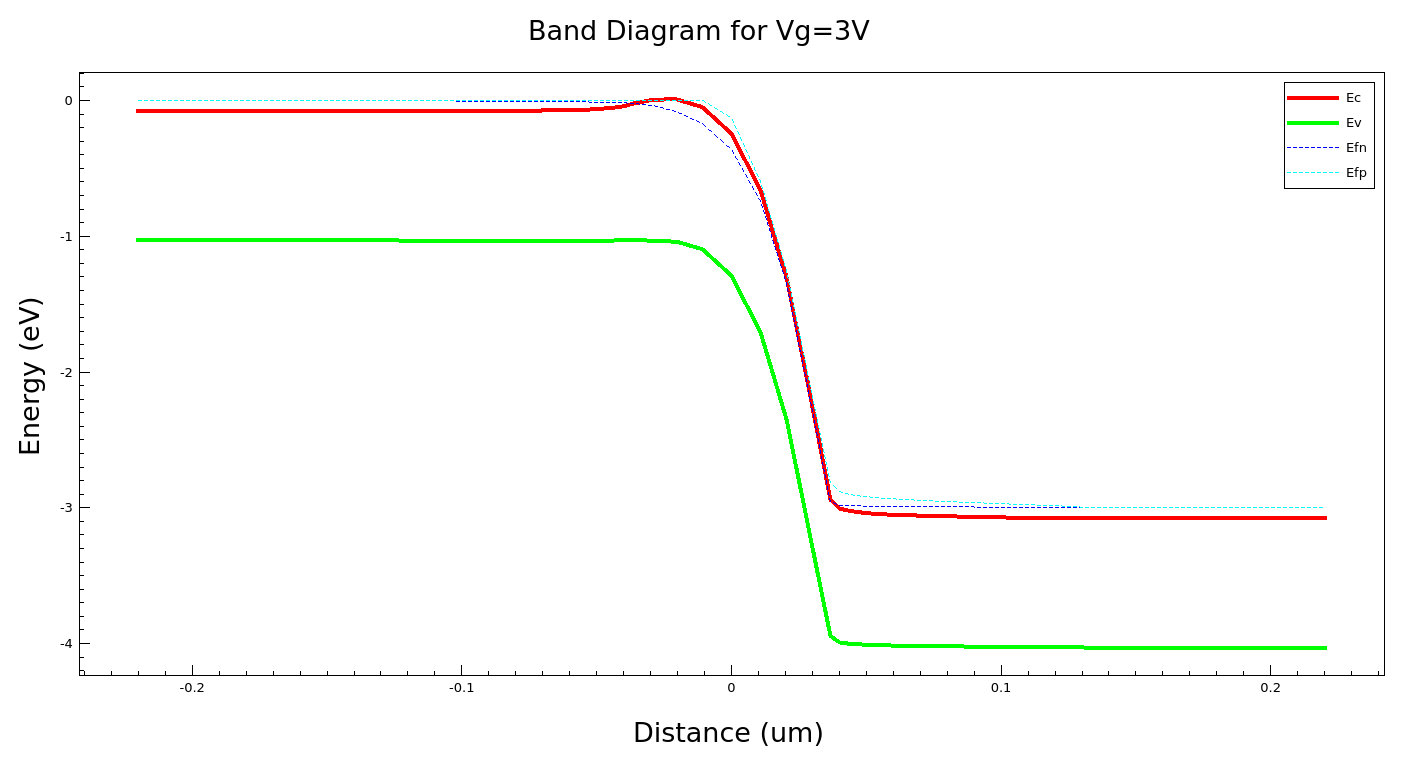 Band Diagram for Vg=3V
Ec
Ev
Efn
Efp
0
-1
-2
-3
-4
Energy (eV)
-0.2
-0.1
0
0.1
0.2
Distance (um)